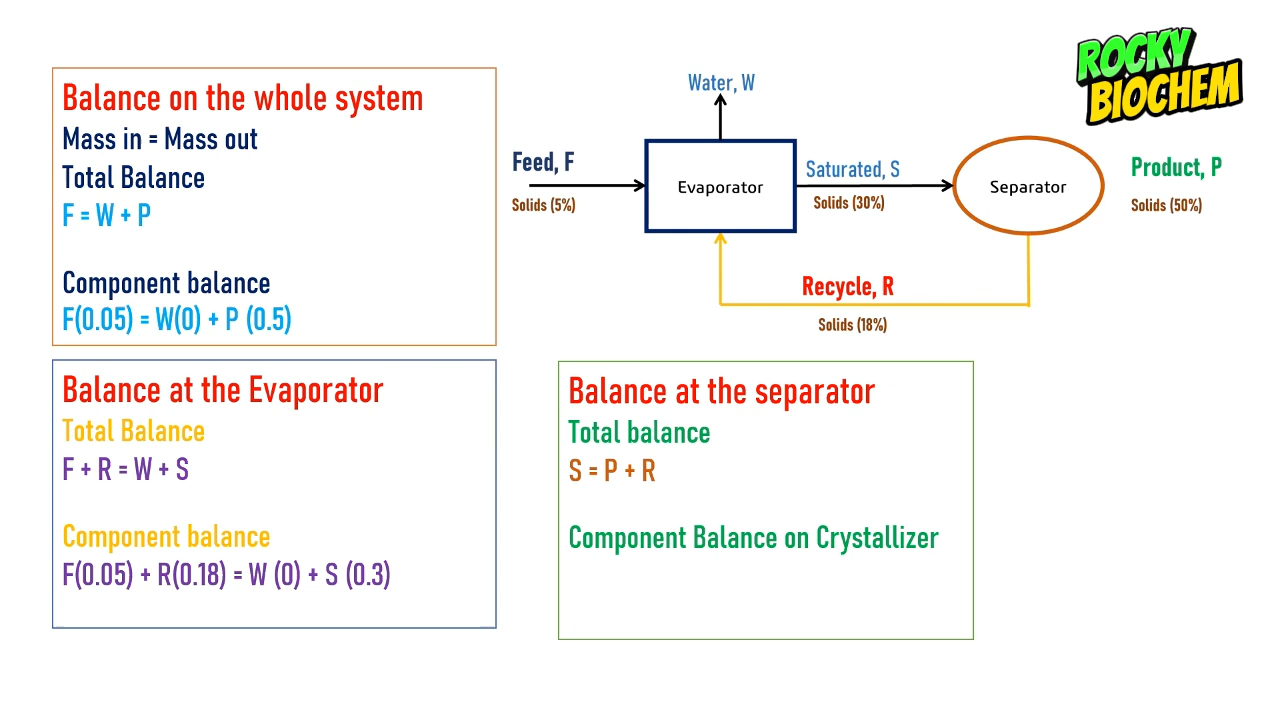 Balance on the whole system
Mass in = Mass out
Total Balance
F = W + P
Component balance
F(0.05) = W(0) + P (0.5)
Balance at the Evaporator
Total Balance
F + R = W + S
Component balance
F(0.05) + R(0.18) = W (0) + S (0.3)
Water, W
Feed, F
Solids (5%)
Evaporator
Saturated, S
Solids (30%)
Separator
Product, P
Solids (50%)
Recycle, R
Solids (18%)
ROCKY
BIOCHEM
Balance at the separator
Total balance
S = P + R
Component Balance on Crystallizer